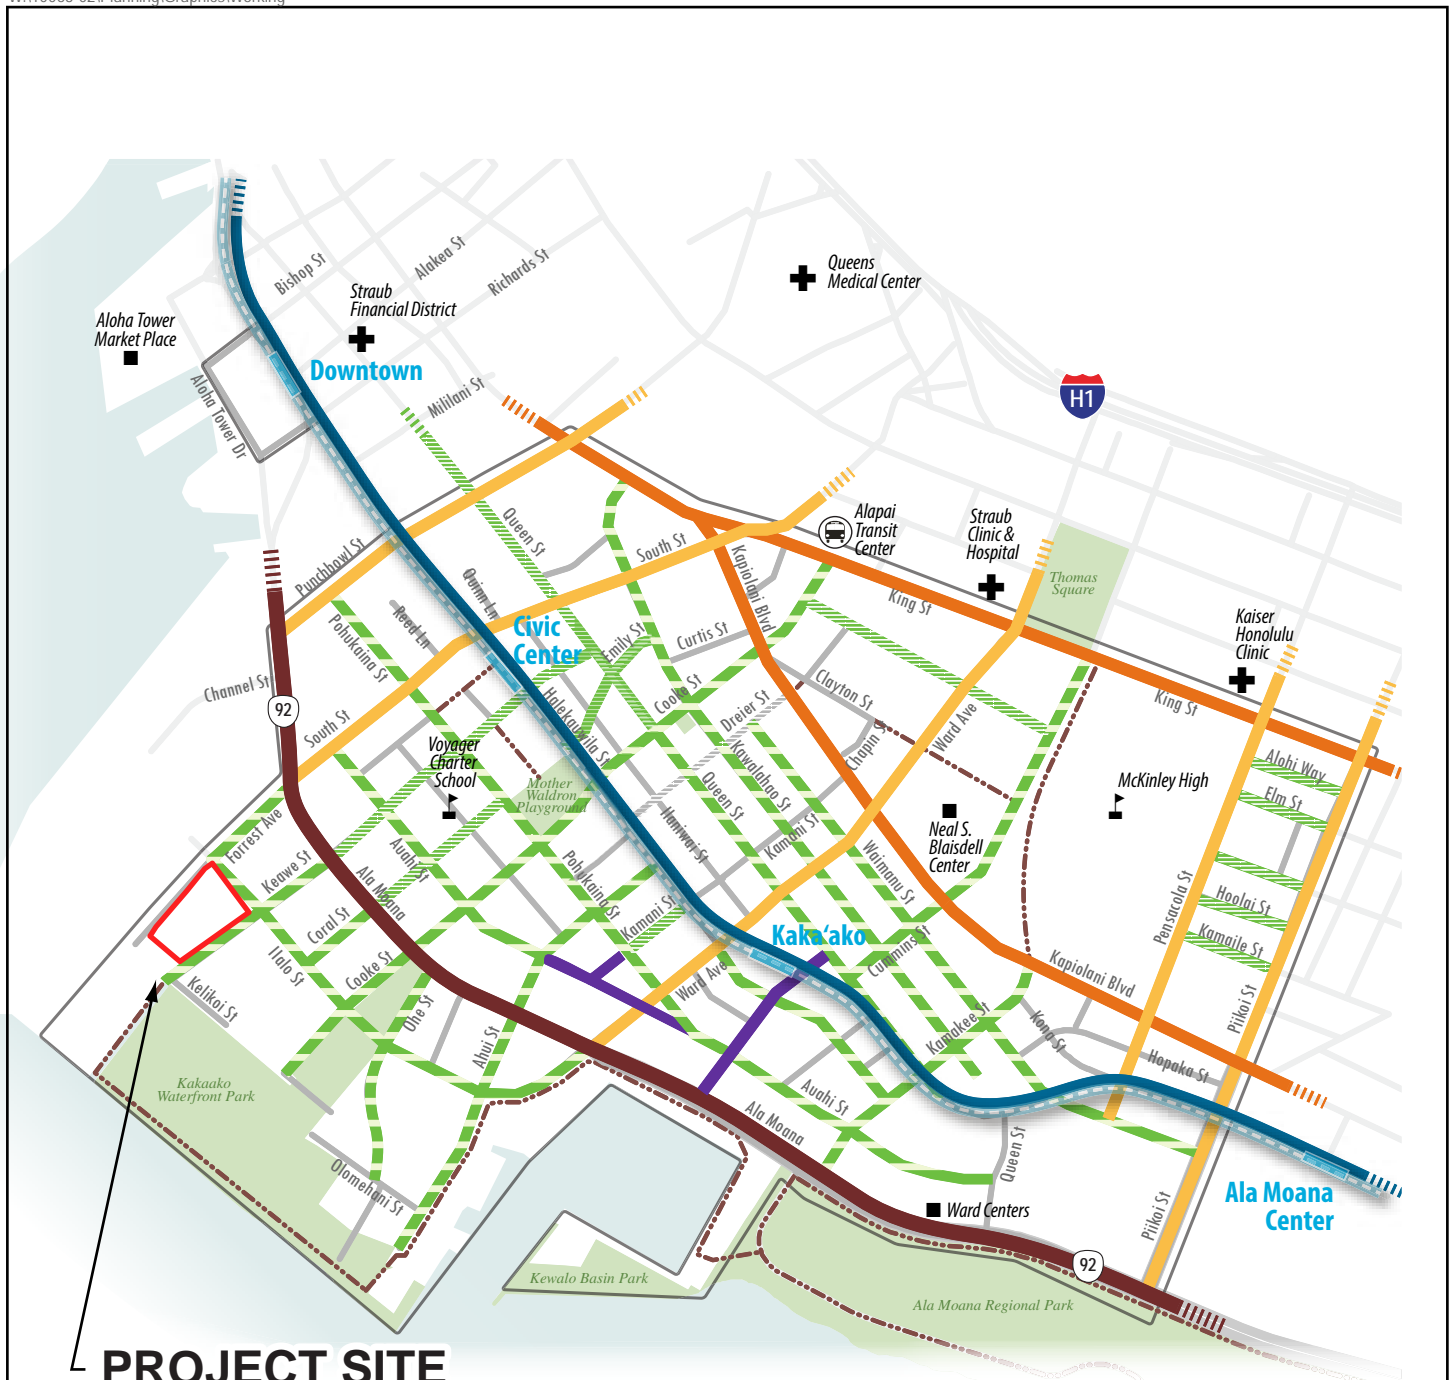 Bishop St
Alakea St
Richards St
Queens
Medical Center
Straub
Financial District
Aloha Tower
Market Place
Downtown
H1
Aloha Tower Dr
Mililani St
Queen St
South St
Alapai
Transit
Center
Straub
Clinic &
Hospital
Kapiolani Blvd
King St
Thomas
Square
Kaiser
Honolulu
Clinic
Punchbowl St
Quinn Ln
Reed Ln
Pohukaina St
Civic
Center
Emily St
Curtis St
Channel St
92
South St
Cooke St
Clayton St
Halekauwila St
Dreier St
Chapin St
Ward Ave
King St
Voyager
Charter
School
Mother
Waldron
Playground
Kawaiahao St
Queen St
McKinley High
Alohi Way
Elm St
Neal S.
Blaisdell
Center
Forrest Ave
Keawe St
Auahi St
Ala Moana
Kamani St
Waimanu St
Pensacola St
Hoolai St
Kamaile St
Coral St
Pohukaina St
Kamani St
Kaka‘ako
Cummins St
Ilalo St
Cooke St
Ward Ave
Kapiolani Blvd
Piikoi St
Kelikoi St
Ohe St
Ahui St
Kamakee St
Kona St
Hopaka St
Kakaako
Waterfront Park
Auahi St
Ala Moana
Queen St
Olomehani St
Ward Centers
Ala Moana
Center
Piikoi St
92
Kewalo Basin Park
Ala Moana Regional Park
PROJECT SITE